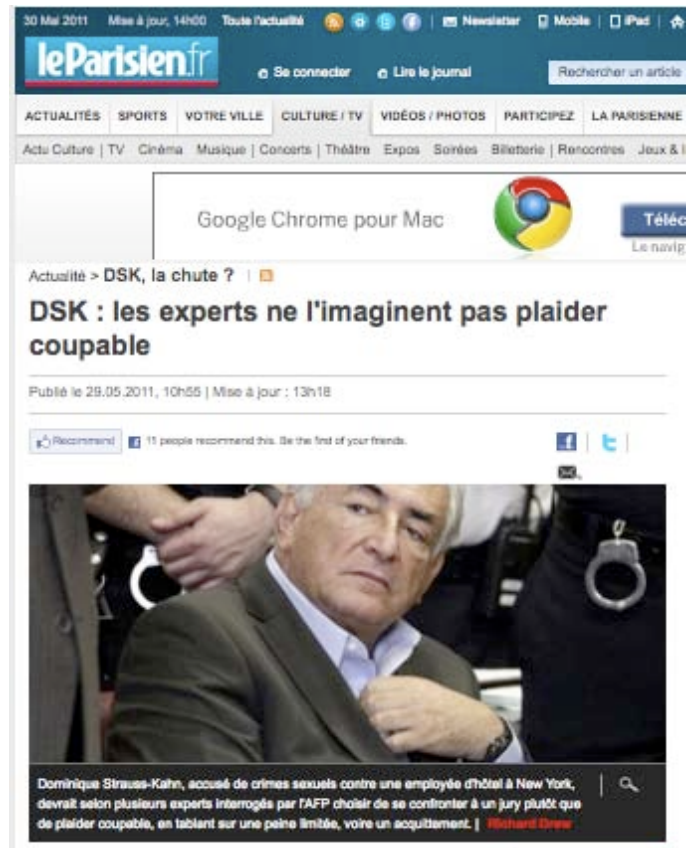 30 Mai 2011 Mise à jour, 14h00 Toute l'actualité Newsletter Mobile iPad
leParisien.fr Se connecter Lire le journal Rechercher un article
ACTUALITÉS SPORTS VOTRE VILLE CULTURE / TV VIDÉOS / PHOTOS PARTICIPEZ LA PARISIENNE
Actu Culture | TV Cinéma Musique | Concerts | Théâtre Expos Soirées Billetterie | Rencontres Jeux &
Google Chrome pour Mac Téléc
Le navig
Actualité > DSK, la chute ?
DSK : les experts ne l'imaginent pas plaider
coupable
Publié le 29.05.2011, 10h55 | Mise à jour : 13h18
Recommend 11 people recommend this. Be the first of your friends.
Dominique Strauss-Kahn, accusé de crimes sexuels contre une employée d'hôtel à New York,
devrait selon plusieurs experts interrogés par l'AFP choisir de se confronter à un jury plutôt que
de plaider coupable, en tablant sur une peine limitée, voire un acquittement. | Richard Drew